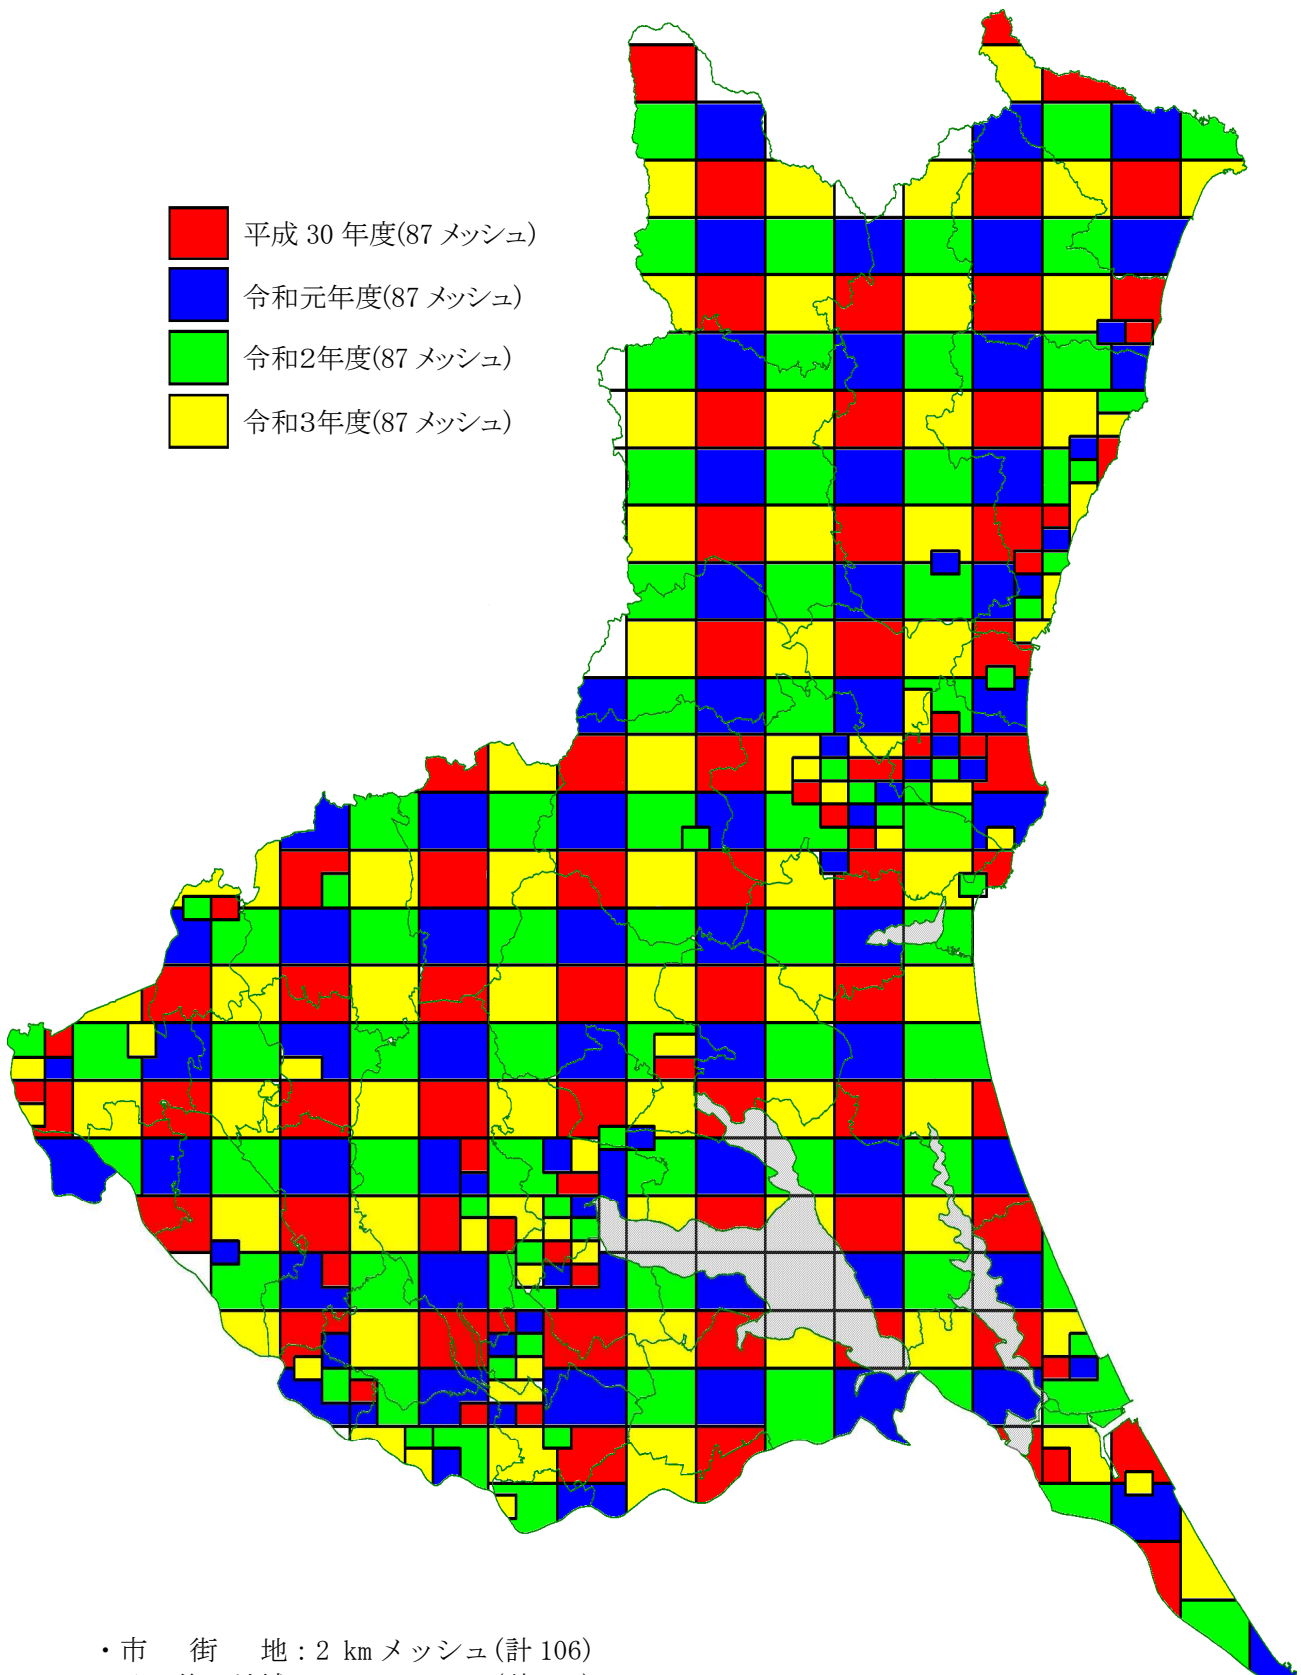 平成 30 年度(87 メッシュ)
令和元年度(87 メッシュ)
令和２年度(87 メッシュ)
令和３年度(87 メッシュ)
・市　街　地：2 km メッシュ(計 106)